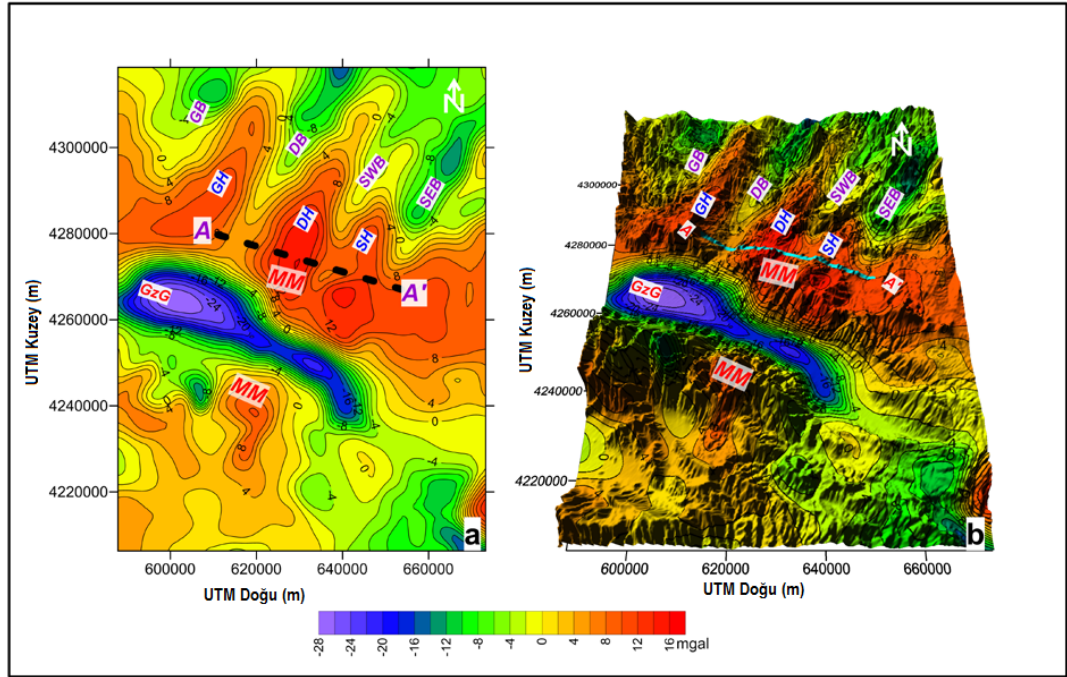 GB
DB
SWB
SEB
GH
DH
SH
A
A'
MM
GzG
MM
N
a
4300000
4280000
4260000
4240000
4220000
UTM Kuzey (m)
600000 620000 640000 660000
UTM Doğu (m)
GB
DB
SWB
SEB
GH
DH
SH
A
A'
MM
GzG
MM
N
b
4300000
4280000
4260000
4240000
4220000
UTM Kuzey (m)
600000 620000 640000 660000
UTM Doğu (m)
-28 -24 -20 -16 -12 -8 -4 0 4 8 12 16 mgal